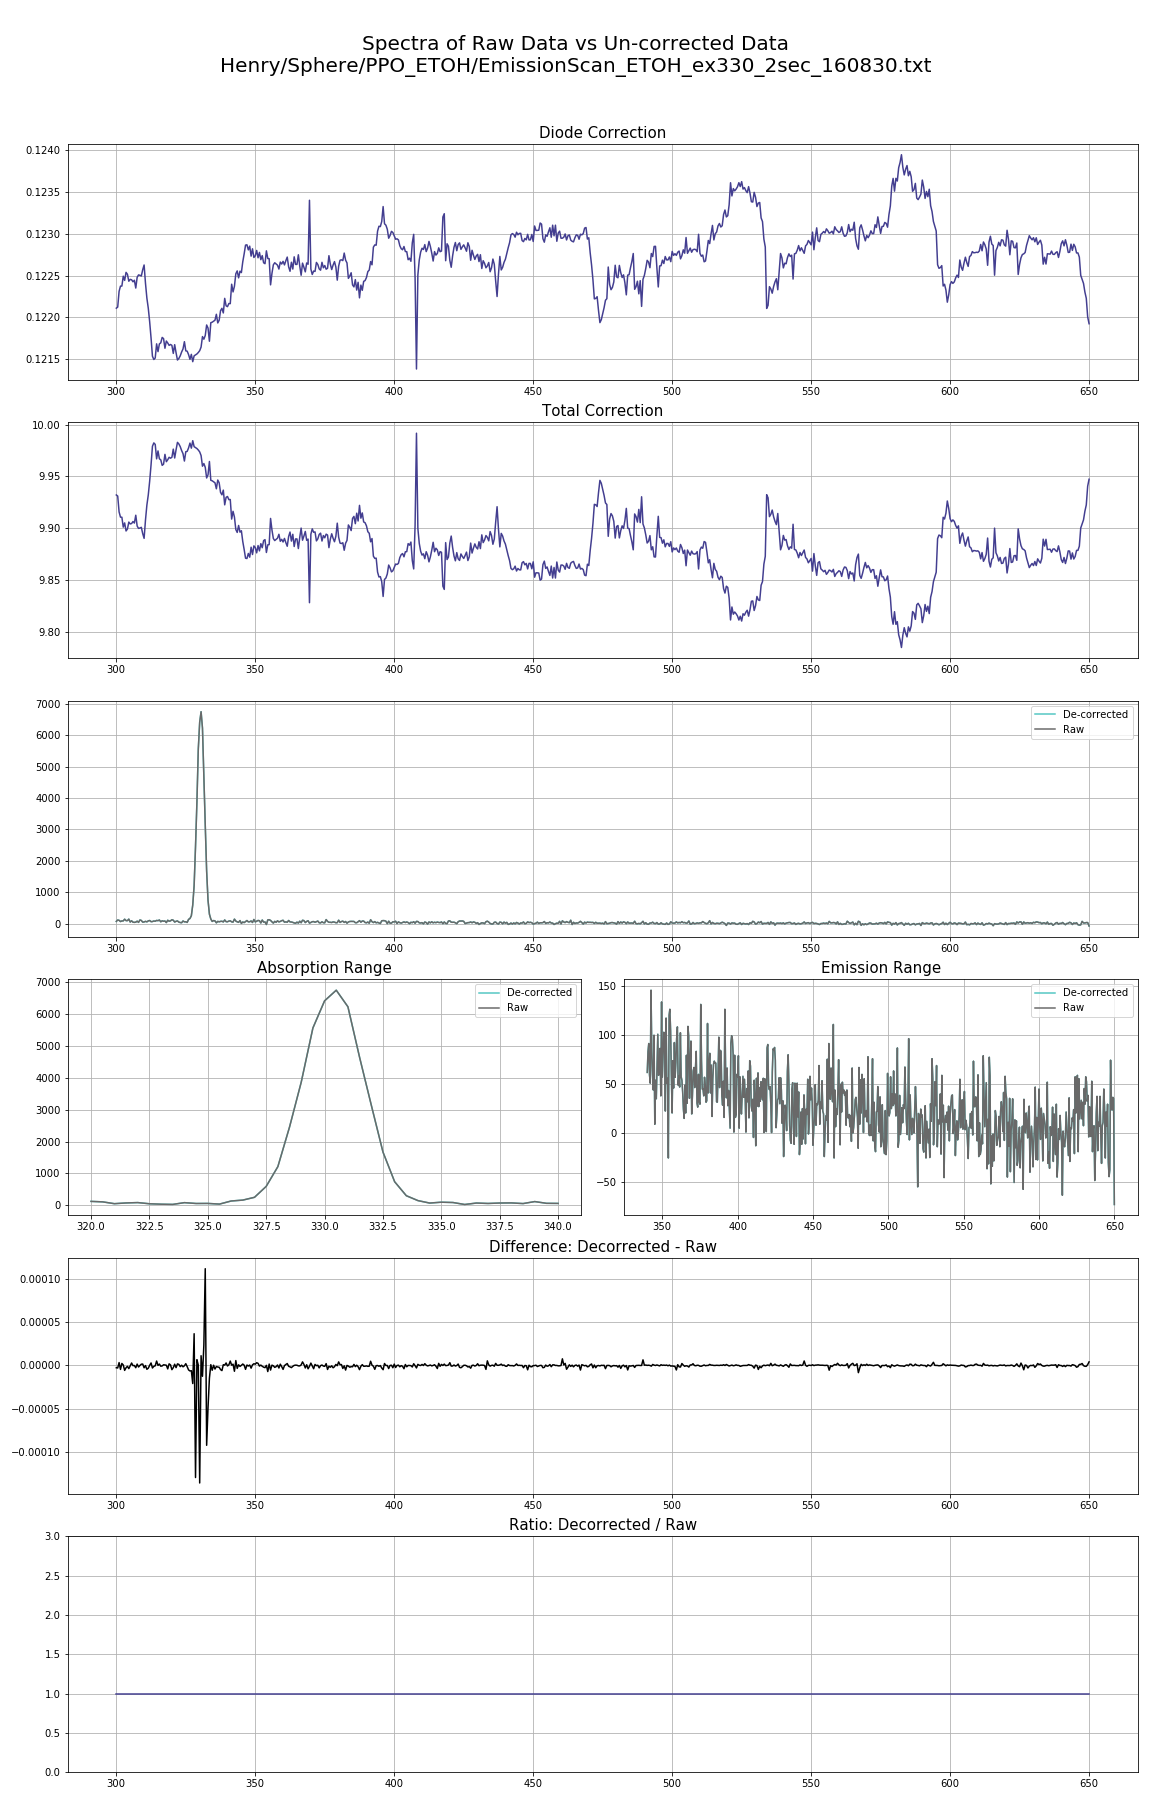 Spectra of Raw Data vs Un-corrected Data
Henry/Sphere/PPO_ETOH/EmissionScan_ETOH_ex330_2sec_160830.txt
Diode Correction
0.1240
0.1235
0.1230
0.1225
0.1220
0.1215
300 350 400 450 500 550 600 650
Total Correction
10.00
9.95
9.90
9.85
9.80
300 350 400 450 500 550 600 650
7000
6000
5000
4000
3000
2000
1000
0
De-corrected
Raw
300 350 400 450 500 550 600 650
Absorption Range
7000
6000
5000
4000
3000
2000
1000
0
De-corrected
Raw
320.0 322.5 325.0 327.5 330.0 332.5 335.0 337.5 340.0
Emission Range
150
100
50
0
−50
De-corrected
Raw
350 400 450 500 550 600 650
Difference: Decorrected - Raw
0.00010
0.00005
0.00000
−0.00005
−0.00010
300 350 400 450 500 550 600 650
Ratio: Decorrected / Raw
3.0
2.5
2.0
1.5
1.0
0.5
0.0
300 350 400 450 500 550 600 650